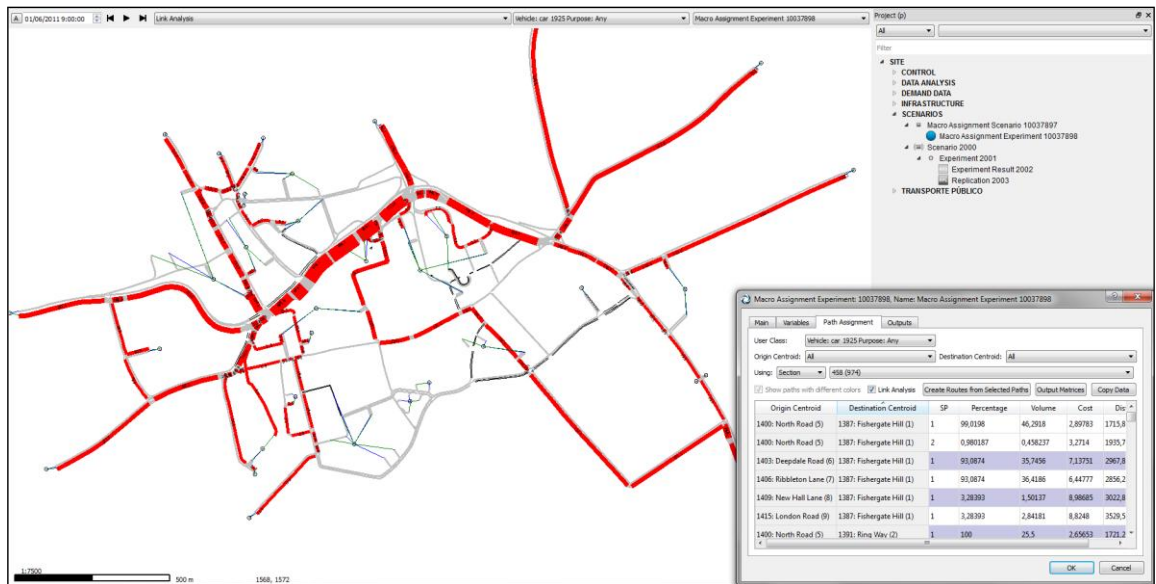 A 01/06/2011 9:00:00 Link Analysis Vehicle: car 1925 Purpose: Any Macro Assignment Experiment 10037898
Project (p)
All
Filter
SITE
CONTROL
DATA ANALYSIS
DEMAND DATA
INFRASTRUCTURE
SCENARIOS
Macro Assignment Scenario 10037897
Macro Assignment Experiment 10037898
Scenario 2000
Experiment 2001
Experiment Result 2002
Replication 2003
TRANSPORTE PÚBLICO
Macro Assignment Experiment: 10037898, Name: Macro Assignment Experiment 10037898
Main Variables Path Assignment Outputs
User Class: Vehicle: car 1925 Purpose: Any
Origin Centroid: All Destination Centroid: All
Using: Section 458 (974)
Show paths with different colors Link Analysis Create Routes from Selected Paths Output Matrices Copy Data
Origin Centroid Destination Centroid SP Percentage Volume Cost Dis
1400: North Road (5) 1387: Fishergate Hill (1) 1 99,0198 46,2918 2,89783 1715,8
1400: North Road (5) 1387: Fishergate Hill (1) 2 0,980187 0,458237 3,2714 1935,7
1403: Deepdale Road (6) 1387: Fishergate Hill (1) 1 93,0874 35,7456 7,13751 2967,8
1406: Ribbleton Lane (7) 1387: Fishergate Hill (1) 1 93,0874 36,4186 6,44777 2856,2
1409: New Hall Lane (8) 1387: Fishergate Hill (1) 1 3,28393 1,50137 8,98685 3022,8
1415: London Road (9) 1387: Fishergate Hill (1) 1 3,28393 2,84181 8,8248 3529,5
1400: North Road (5) 1391: Ring Way (2) 1 100 25,5 2,65653 1721,2
OK Cancel
1:7500
500 m 1568, 1572